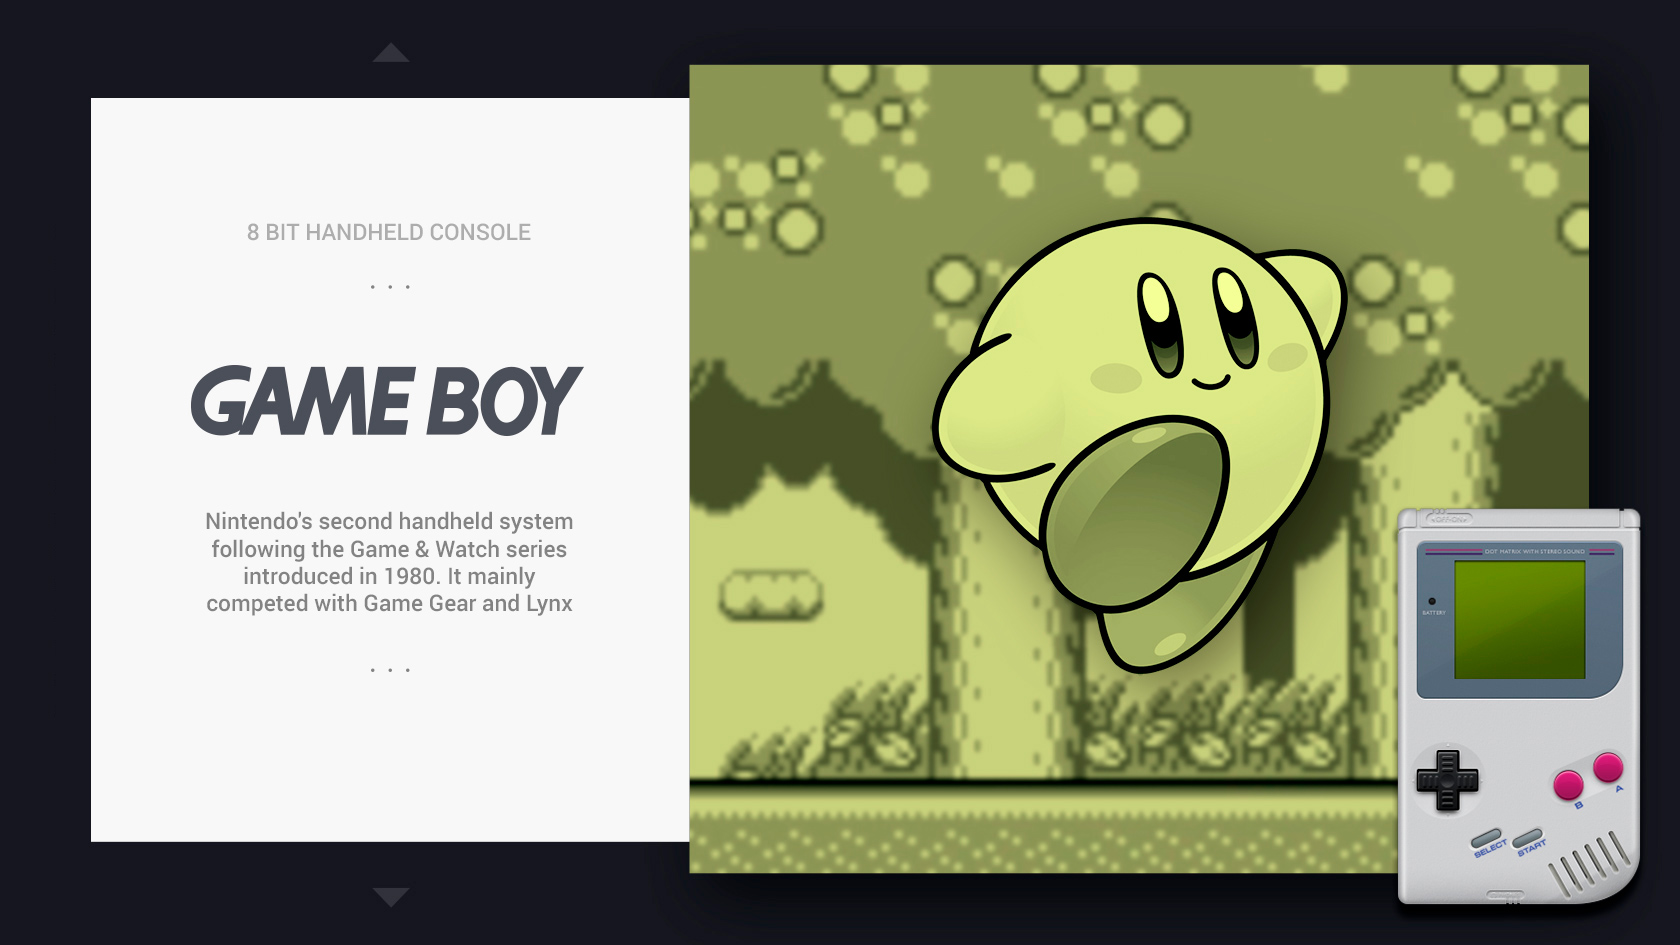 8 BIT HANDHELD CONSOLE
. . .
GAME BOY
Nintendo's second handheld system
following the Game & Watch series
introduced in 1980. It mainly
competed with Game Gear and Lynx
. . .
DOT MATRIX WITH STEREO SOUND
BATTERY
B
A
SELECT
START